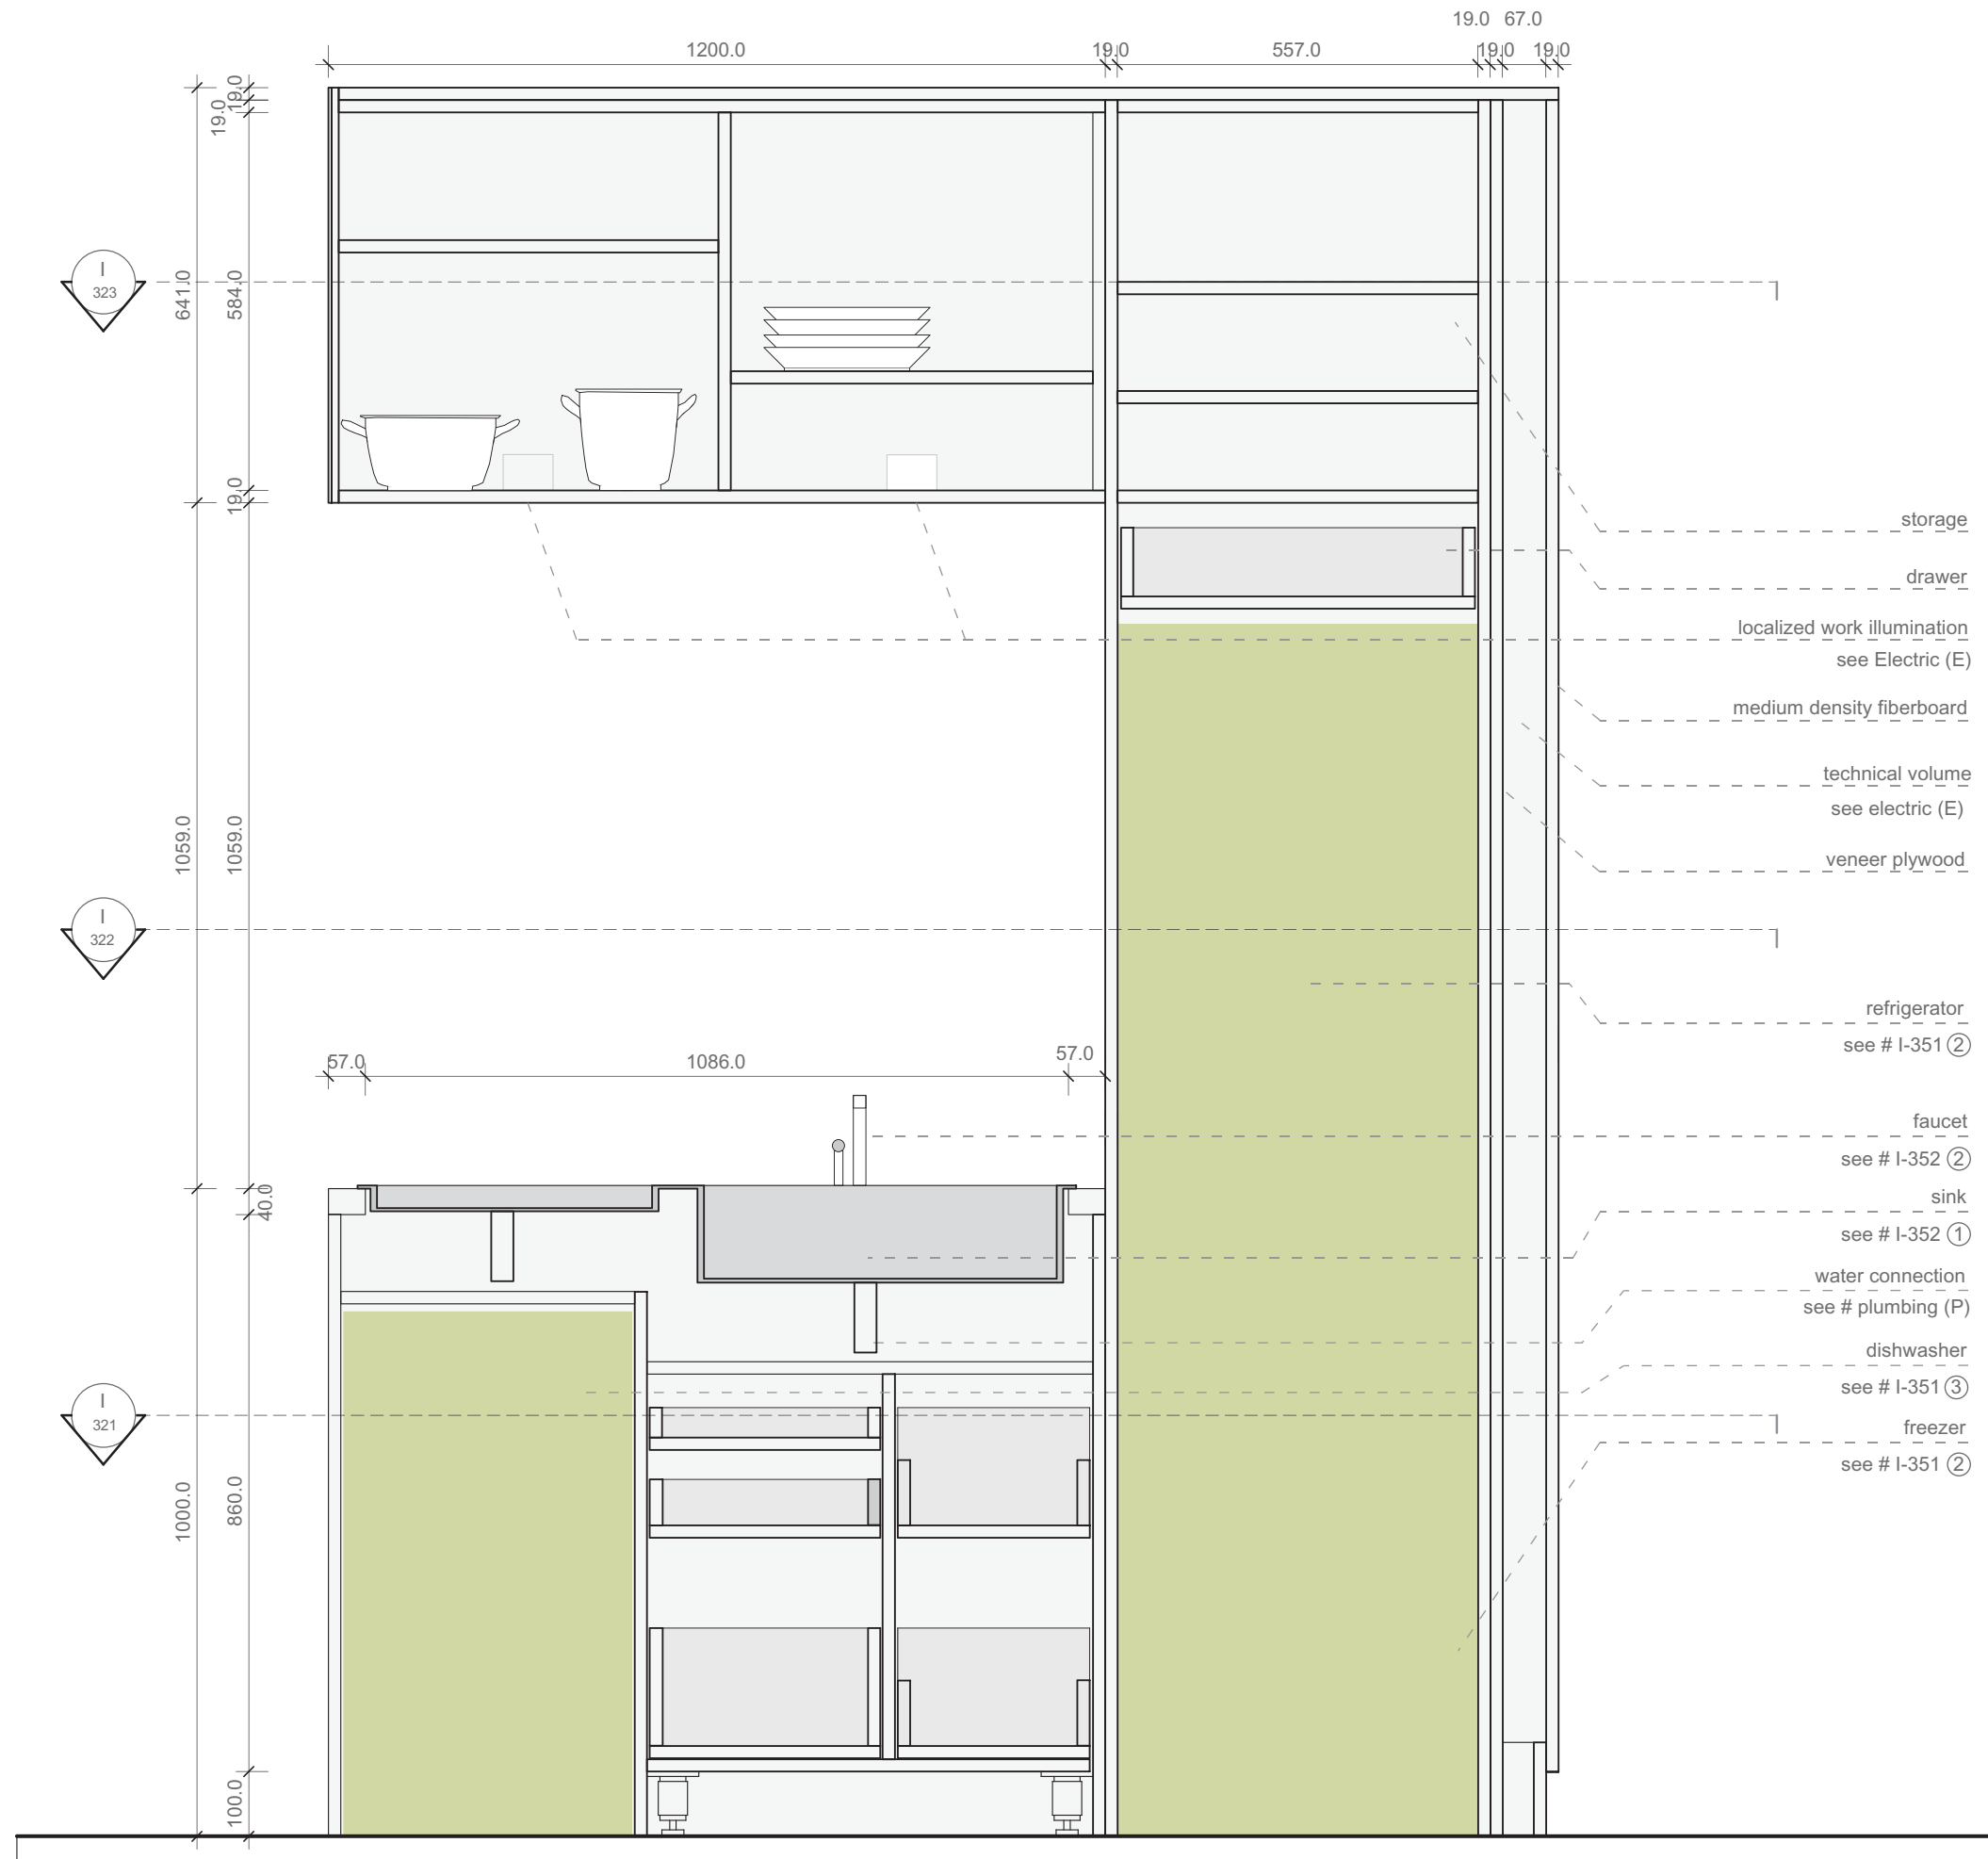 19.0 67.0
1200.0 19.0 557.0 19.0 19.0
19.0
19.0
I
323
641.0
584.0
19.0
storage
drawer
localized work illumination
see Electric (E)
medium density fiberboard
technical volume
see electric (E)
1059.0
1059.0
veneer plywood
I
322
refrigerator
see # I-351 2
57.0 1086.0 57.0
faucet
see # I-352 2
40.0
sink
see # I-352 1
water connection
see # plumbing (P)
dishwasher
see # I-351 3
I
321
freezer
see # I-351 2
1000.0
860.0
100.0